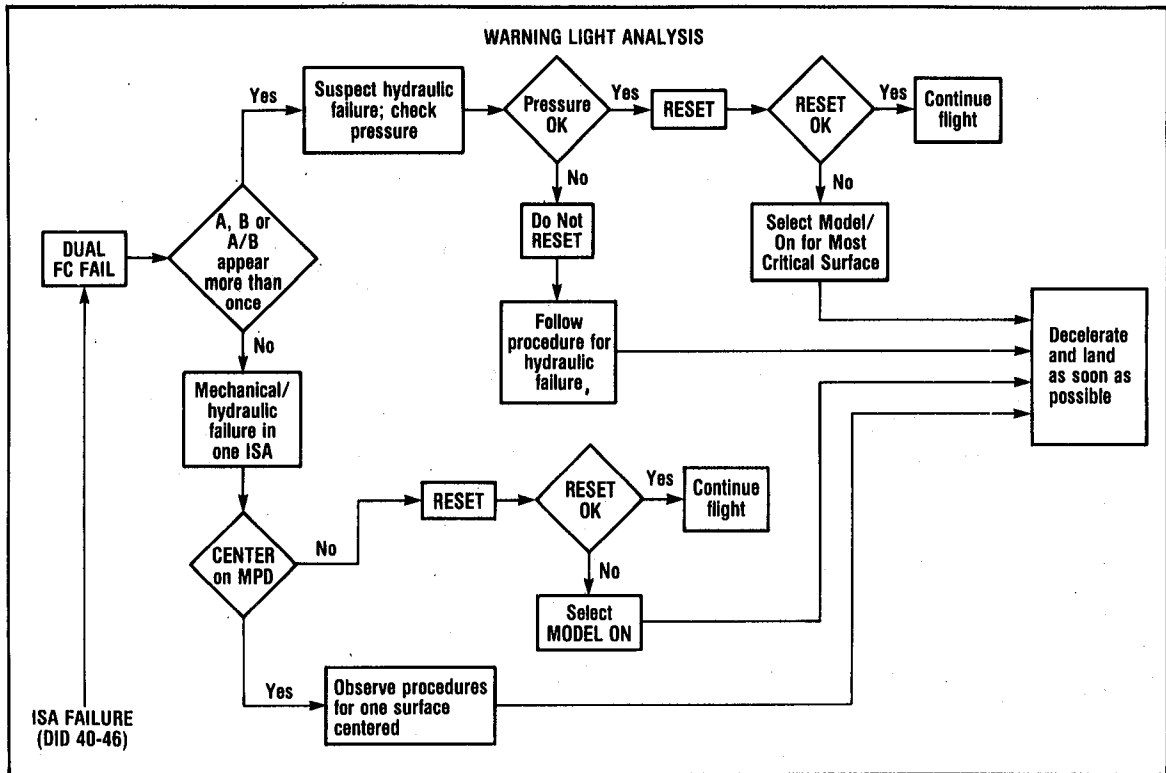 WARNING LIGHT ANALYSIS
Yes
Suspect hydraulic
failure; check
pressure
Pressure
OK
Yes
RESET
RESET
OK
Yes
Continue
flight
No
No
DUAL
FC FAIL
A, B or
A/B
appear
more than
once
Do Not
RESET
Select Model/
On for Most
Critical Surface
No
Follow
procedure for
hydraulic
failure,
Decelerate
and land
as soon as
possible
Mechanical/
hydraulic
failure in
one ISA
CENTER
on MPD
No
RESET
RESET
OK
Yes
Continue
flight
No
Select
MODEL ON
Yes
Observe procedures
for one surface
centered
ISA FAILURE
(DID 40-46)